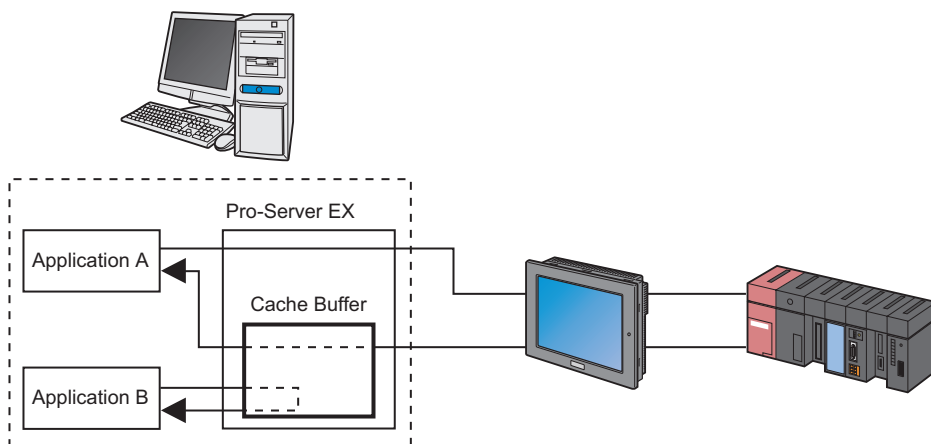 Pro-Server EX
Application A
Cache Buffer
Application B